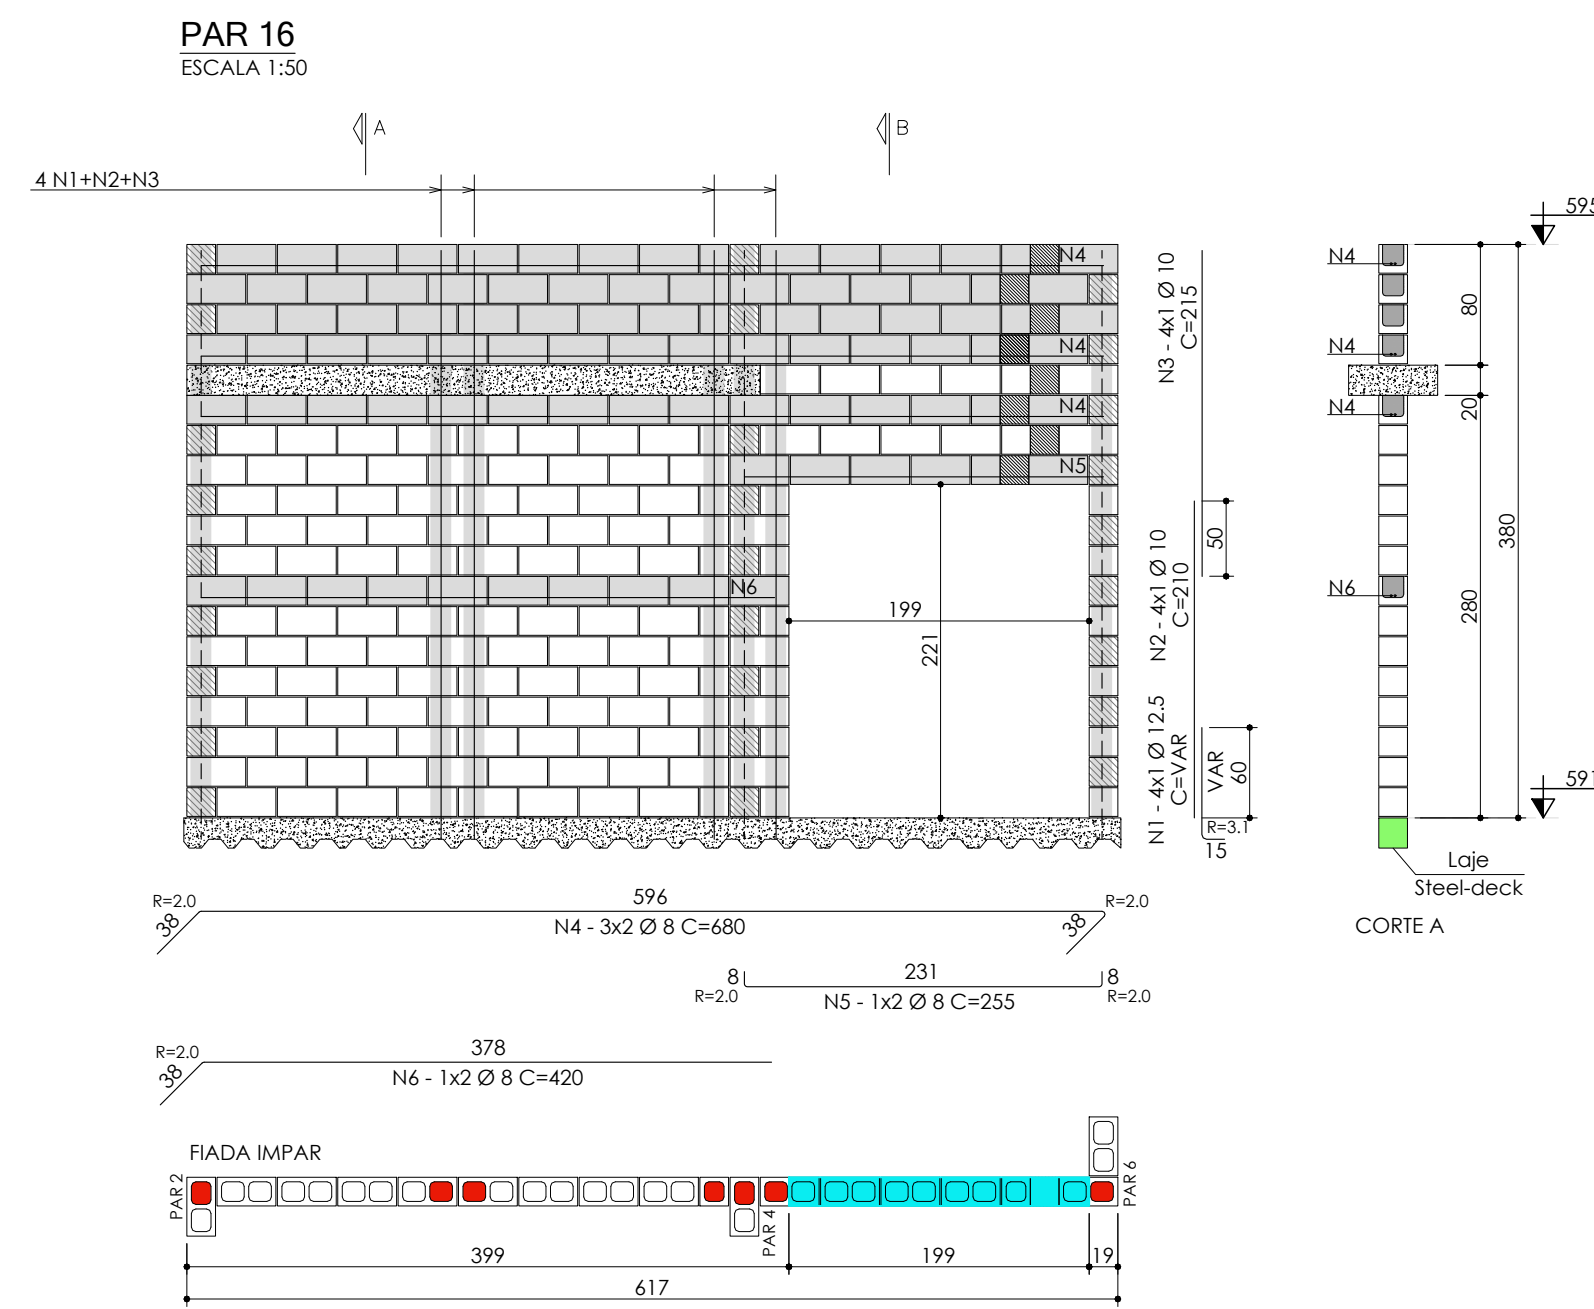 PAR 16
ESCALA 1:50
A
B
4 N1+N2+N3
N4
N4
N4
N5
N6
199
221
N3 - 4x1 Ø 10
C=215
N2 - 4x1 Ø 10
C=210
N1 - 4x1 Ø 12.5
C=VAR
50
VAR
60
R=3.1
15
N4
N4
N4
N6
80
20
280
380
595
591
Laje
Steel-deck
CORTE A
R=2.0
38
596
N4 - 3x2 Ø 8 C=680
38
R=2.0
8
R=2.0
231
N5 - 1x2 Ø 8 C=255
8
R=2.0
R=2.0
38
378
N6 - 1x2 Ø 8 C=420
FIADA IMPAR
PAR 2
PAR 4
PAR 6
399
199
19
617